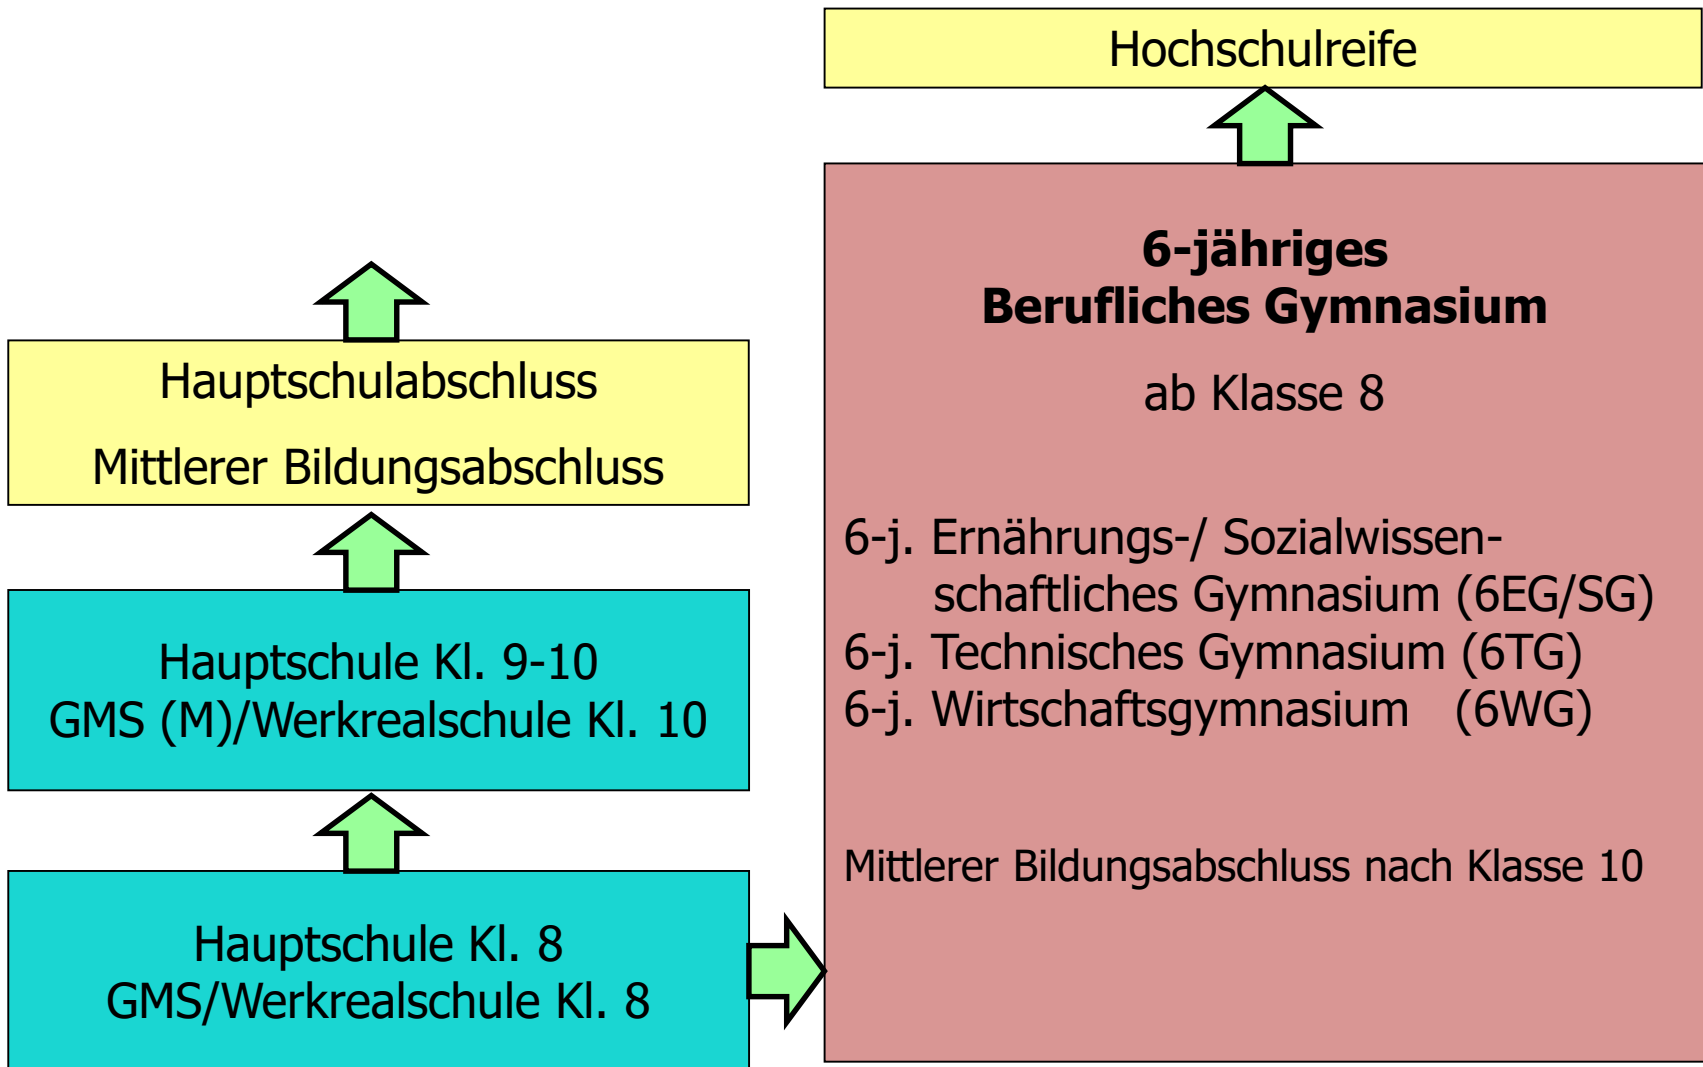 Hochschulreife
6-jähriges
Berufliches Gymnasium
ab Klasse 8
6-j. Ernährungs-/ Sozialwissen-
schaftliches Gymnasium (6EG/SG)
6-j. Technisches Gymnasium (6TG)
6-j. Wirtschaftsgymnasium (6WG)
Mittlerer Bildungsabschluss nach Klasse 10
Hauptschulabschluss
Mittlerer Bildungsabschluss
Hauptschule Kl. 9-10
GMS (M)/Werkrealschule Kl. 10
Hauptschule Kl. 8
GMS/Werkrealschule Kl. 8